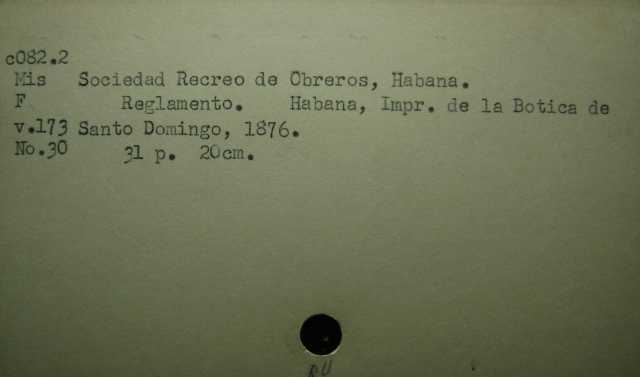 c082.2
Mis Sociedad Recreo de Obreros, Habana.
F Reglamento. Habana, Impr. de la Botica de
v.173 Santo Domingo, 1876.
No.30 31 p. 20cm.